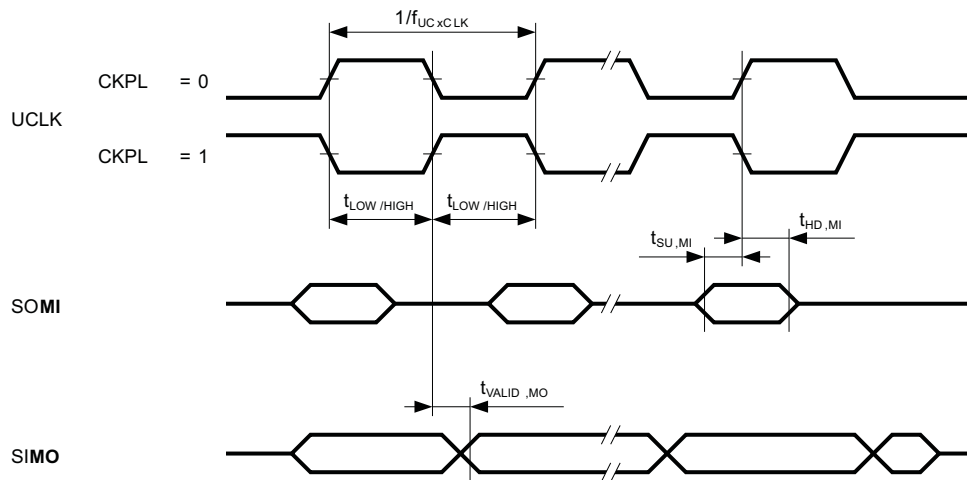 1/fUCxCLK
CKPL = 0
UCLK
CKPL = 1
tLOW/HIGH tLOW/HIGH
tHD,MI
tSU,MI
SOMI
tVALID,MO
SIMO